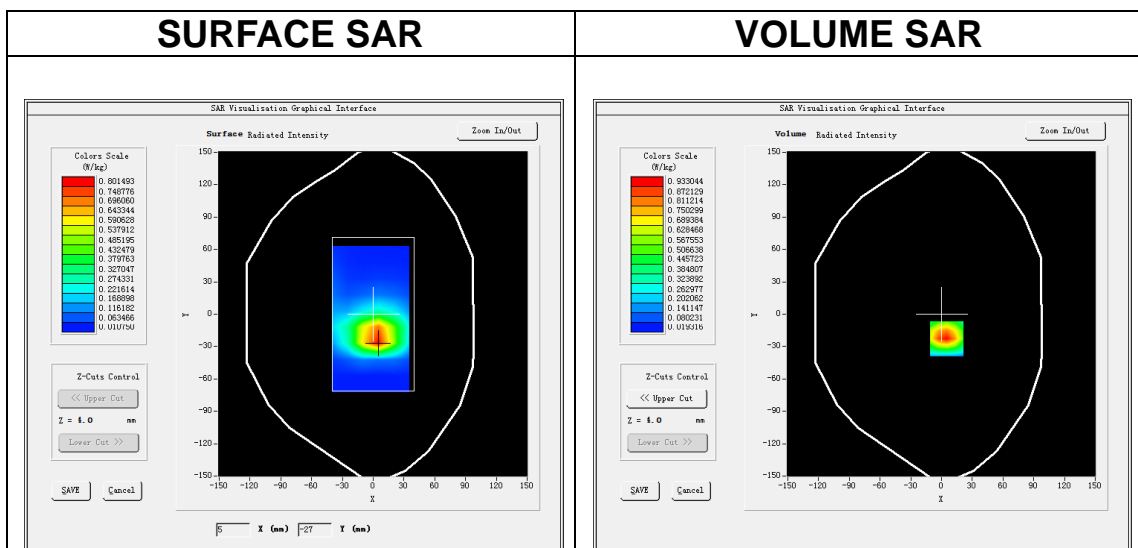 SURFACE SAR
VOLUME SAR
SAR Visualisation Graphical Interface
Surface Radiated Intensity
Zoom In/Out
Colors Scale
(W/kg)
0.801493
0.748776
0.696060
0.643344
0.590628
0.537912
0.485195
0.432479
0.379763
0.327047
0.274331
0.221614
0.168898
0.116182
0.063466
0.010750
Z-Cuts Control
<< Upper Cut
Z = 4.0 mm
Lower Cut >>
SAVE
Cancel
150
120
90
60
30
0
-30
-60
-90
-120
-150
Y
-150 -120 -90 -60 -30 0 30 60 90 120 150
X
5 X (mm) -27 Y (mm)
SAR Visualisation Graphical Interface
Volume Radiated Intensity
Zoom In/Out
Colors Scale
(W/kg)
0.933044
0.872129
0.811214
0.750299
0.689384
0.628468
0.567553
0.506638
0.445723
0.384807
0.323892
0.262977
0.202062
0.141147
0.080231
0.019316
Z-Cuts Control
<< Upper Cut
Z = 4.0 mm
Lower Cut >>
SAVE
Cancel
150
120
90
60
30
0
-30
-60
-90
-120
-150
Y
-150 -120 -90 -60 -30 0 30 60 90 120 150
X